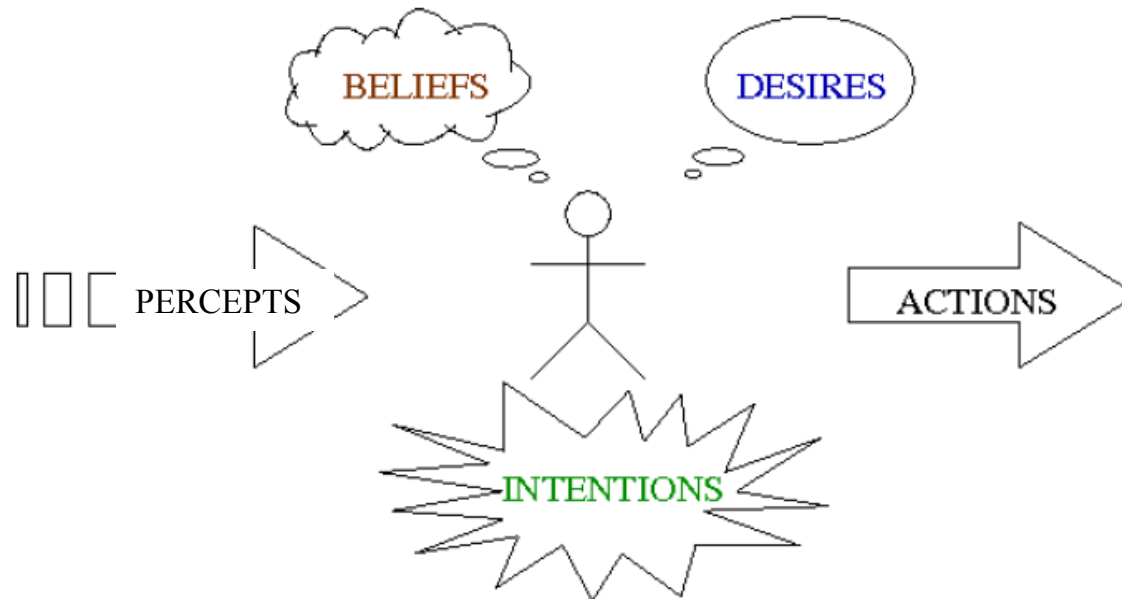 BELIEFS
DESIRES
PERCEPTS
ACTIONS
INTENTIONS